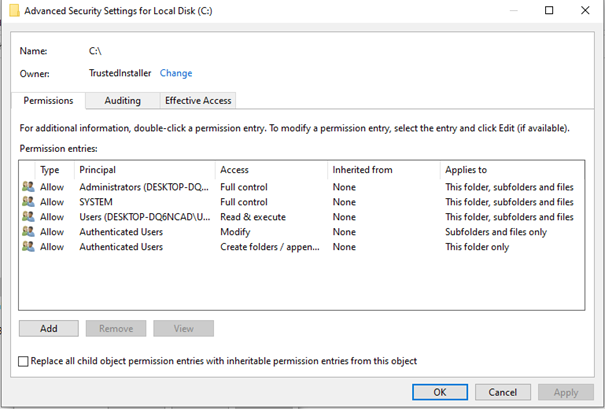 Advanced Security Settings for Local Disk (C:)
Name: C:\
Owner: TrustedInstaller Change
Permissions Auditing Effective Access
For additional information, double-click a permission entry. To modify a permission entry, select the entry and click Edit (if available).
Permission entries:
Type Principal Access Inherited from Applies to
Allow Administrators (DESKTOP-DQ... Full control None This folder, subfolders and files
Allow SYSTEM Full control None This folder, subfolders and files
Allow Users (DESKTOP-DQ6NCAD\U... Read & execute None This folder, subfolders and files
Allow Authenticated Users Modify None Subfolders and files only
Allow Authenticated Users Create folders / appen... None This folder only
Add Remove View
Replace all child object permission entries with inheritable permission entries from this object
OK Cancel Apply